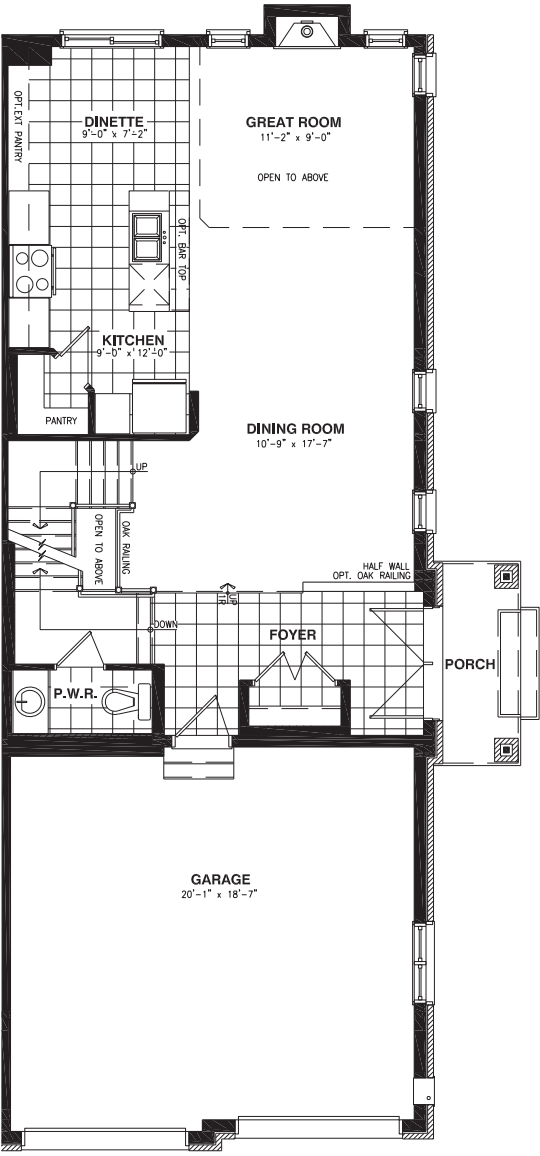 OPT.EXT PANTRY
DINETTE
9'-0" x 7'-2"
GREAT ROOM
11'-2" x 9'-0"
OPEN TO ABOVE
OPT. BAR TOP
KITCHEN
9'-0" x 12'-0"
PANTRY
DINING ROOM
10'-9" x 17'-7"
UP
OPEN TO ABOVE
OAK RAILING
HALF WALL
OPT. OAK RAILING
UP
1R
DOWN
FOYER
PORCH
P.W.R.
GARAGE
20'-1" x 18'-7"